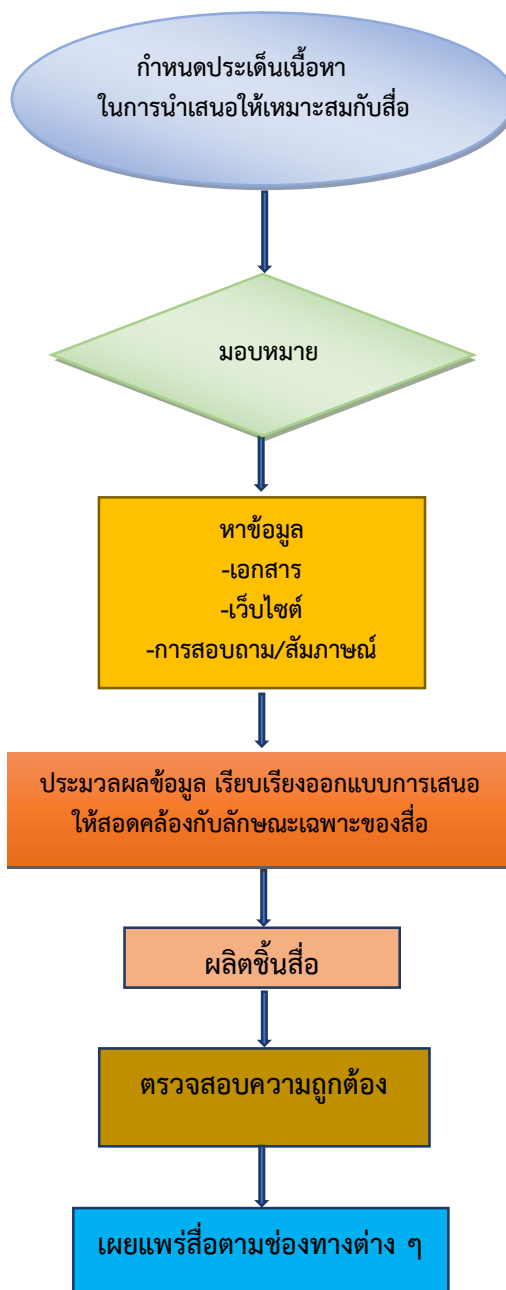 กำหนดประเด็นเนื้อหา
ในการนำเสนอให้เหมาะสมกับสื่อ
มอบหมาย
หาข้อมูล
-เอกสาร
-เว็บไซต์
-การสอบถาม/สัมภาษณ์
ประมวลผลข้อมูล เรียบเรียงออกแบบการเสนอ
ให้สอดคล้องกับลักษณะเฉพาะของสื่อ
ผลิตชิ้นสื่อ
ตรวจสอบความถูกต้อง
เผยแพร่สื่อตามช่องทางต่าง ๆ